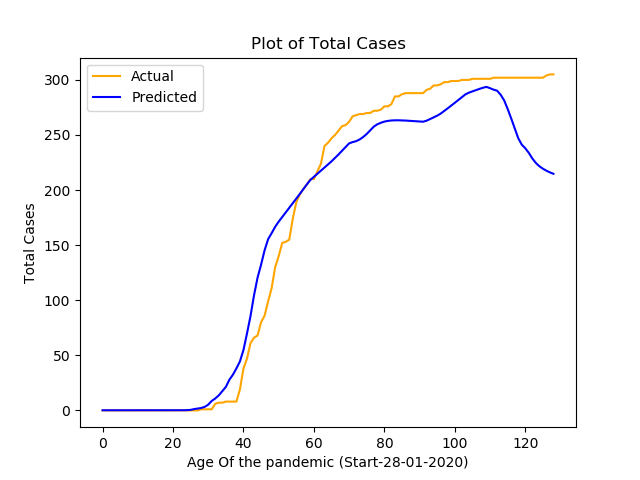 Plot of Total Cases
Actual
Predicted
300
250
200
150
100
50
0
Total Cases
0 20 40 60 80 100 120
Age Of the pandemic (Start-28-01-2020)